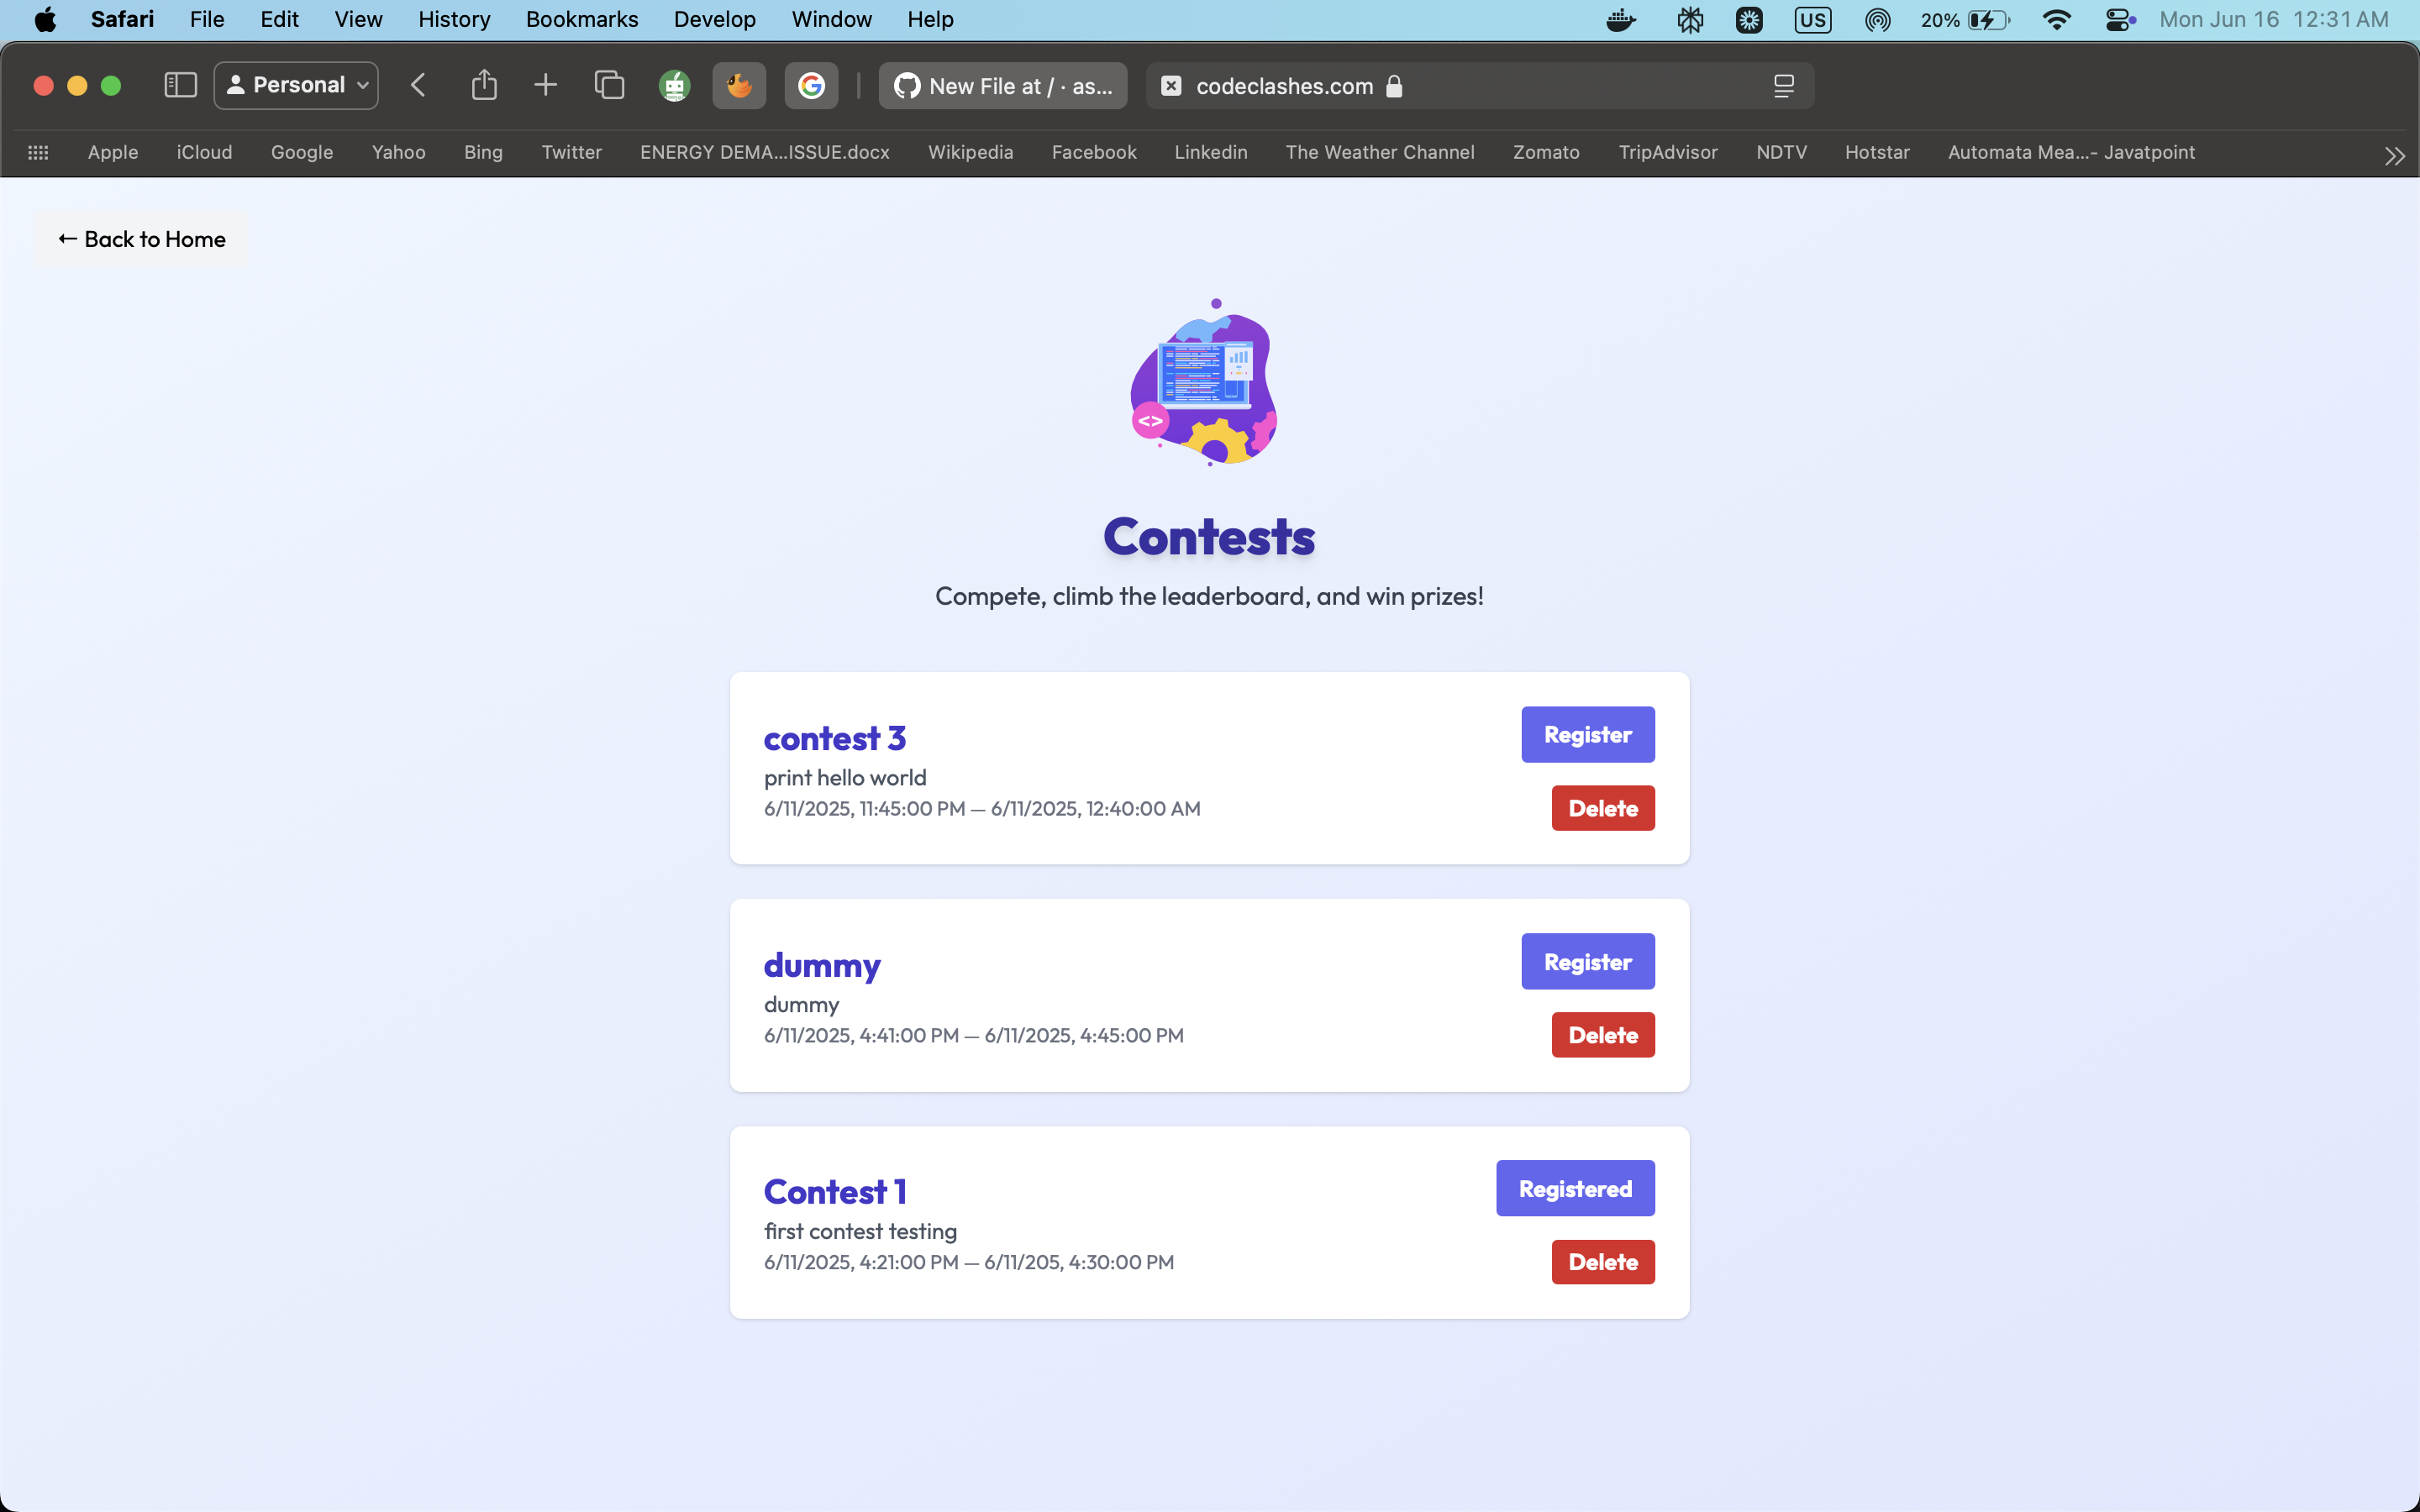 Safari File Edit View History Bookmarks Develop Window Help US 20% Mon Jun 16 12:31 AM
Personal New File at / · as... codeclashes.com
Apple iCloud Google Yahoo Bing Twitter ENERGY DEMA...ISSUE.docx Wikipedia Facebook Linkedin The Weather Channel Zomato TripAdvisor NDTV Hotstar Automata Mea...- Javatpoint
← Back to Home
<>
Contests
Compete, climb the leaderboard, and win prizes!
contest 3
Register
print hello world
6/11/2025, 11:45:00 PM — 6/11/2025, 12:40:00 AM
Delete
dummy
Register
dummy
6/11/2025, 4:41:00 PM — 6/11/2025, 4:45:00 PM
Delete
Contest 1
Registered
first contest testing
6/11/2025, 4:21:00 PM — 6/11/205, 4:30:00 PM
Delete